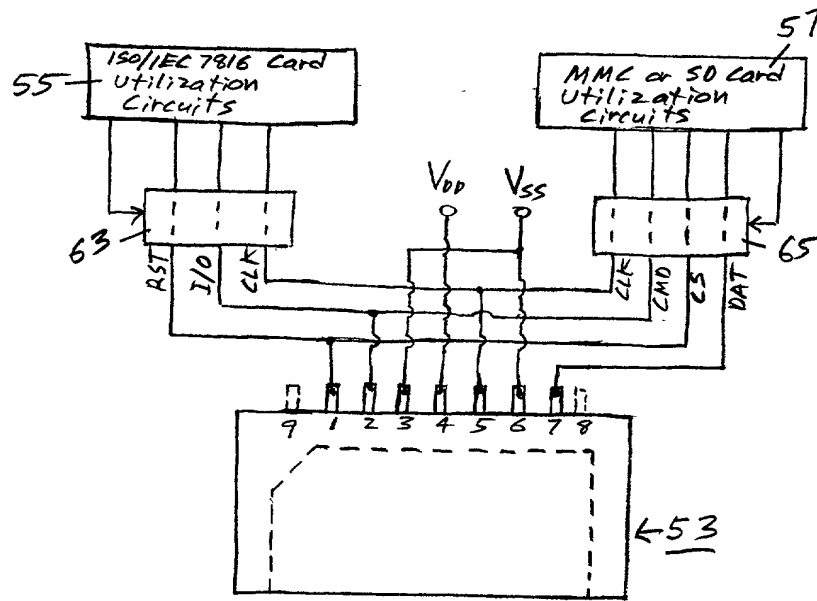 55
ISO/IEC 7816 Card
Utilization
Circuits
57
MMC or SD Card
Utilization
Circuits
VDD
VSS
63
65
RST
I/O
CLK
CLK
CMD
CS
DAT
9 1 2 3 4 5 6 7 8
53